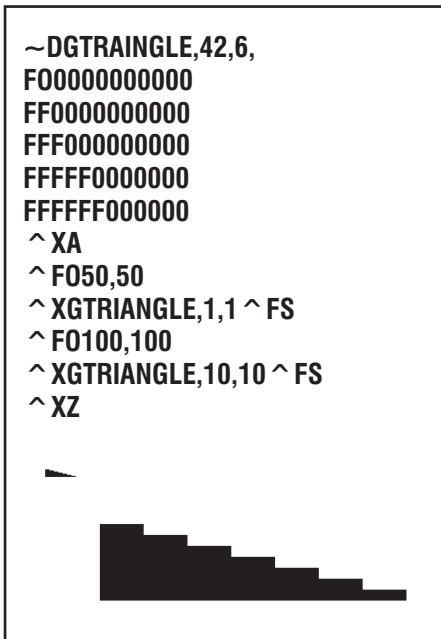 ~DGTRAINGLE,42,6,
F00000000000
FF0000000000
FFF000000000
FFFFF0000000
FFFFFF000000
^XA
^FO50,50
^XGTRIANGLE,1,1^FS
^FO100,100
^XGTRIANGLE,10,10^FS
^XZ